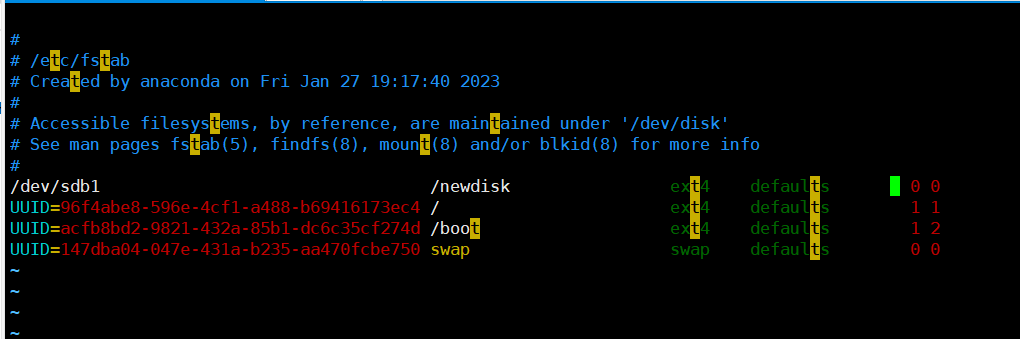 #
# /etc/fstab
# Created by anaconda on Fri Jan 27 19:17:40 2023
#
# Accessible filesystems, by reference, are maintained under '/dev/disk'
# See man pages fstab(5), findfs(8), mount(8) and/or blkid(8) for more info
#
/dev/sdb1 /newdisk ext4 defaults 0 0
UUID=96f4abe8-596e-4cf1-a488-b69416173ec4 / ext4 defaults 1 1
UUID=acfb8bd2-9821-432a-85b1-dc6c35cf274d /boot ext4 defaults 1 2
UUID=147dba04-047e-431a-b235-aa470fcbe750 swap swap defaults 0 0
~
~
~
~